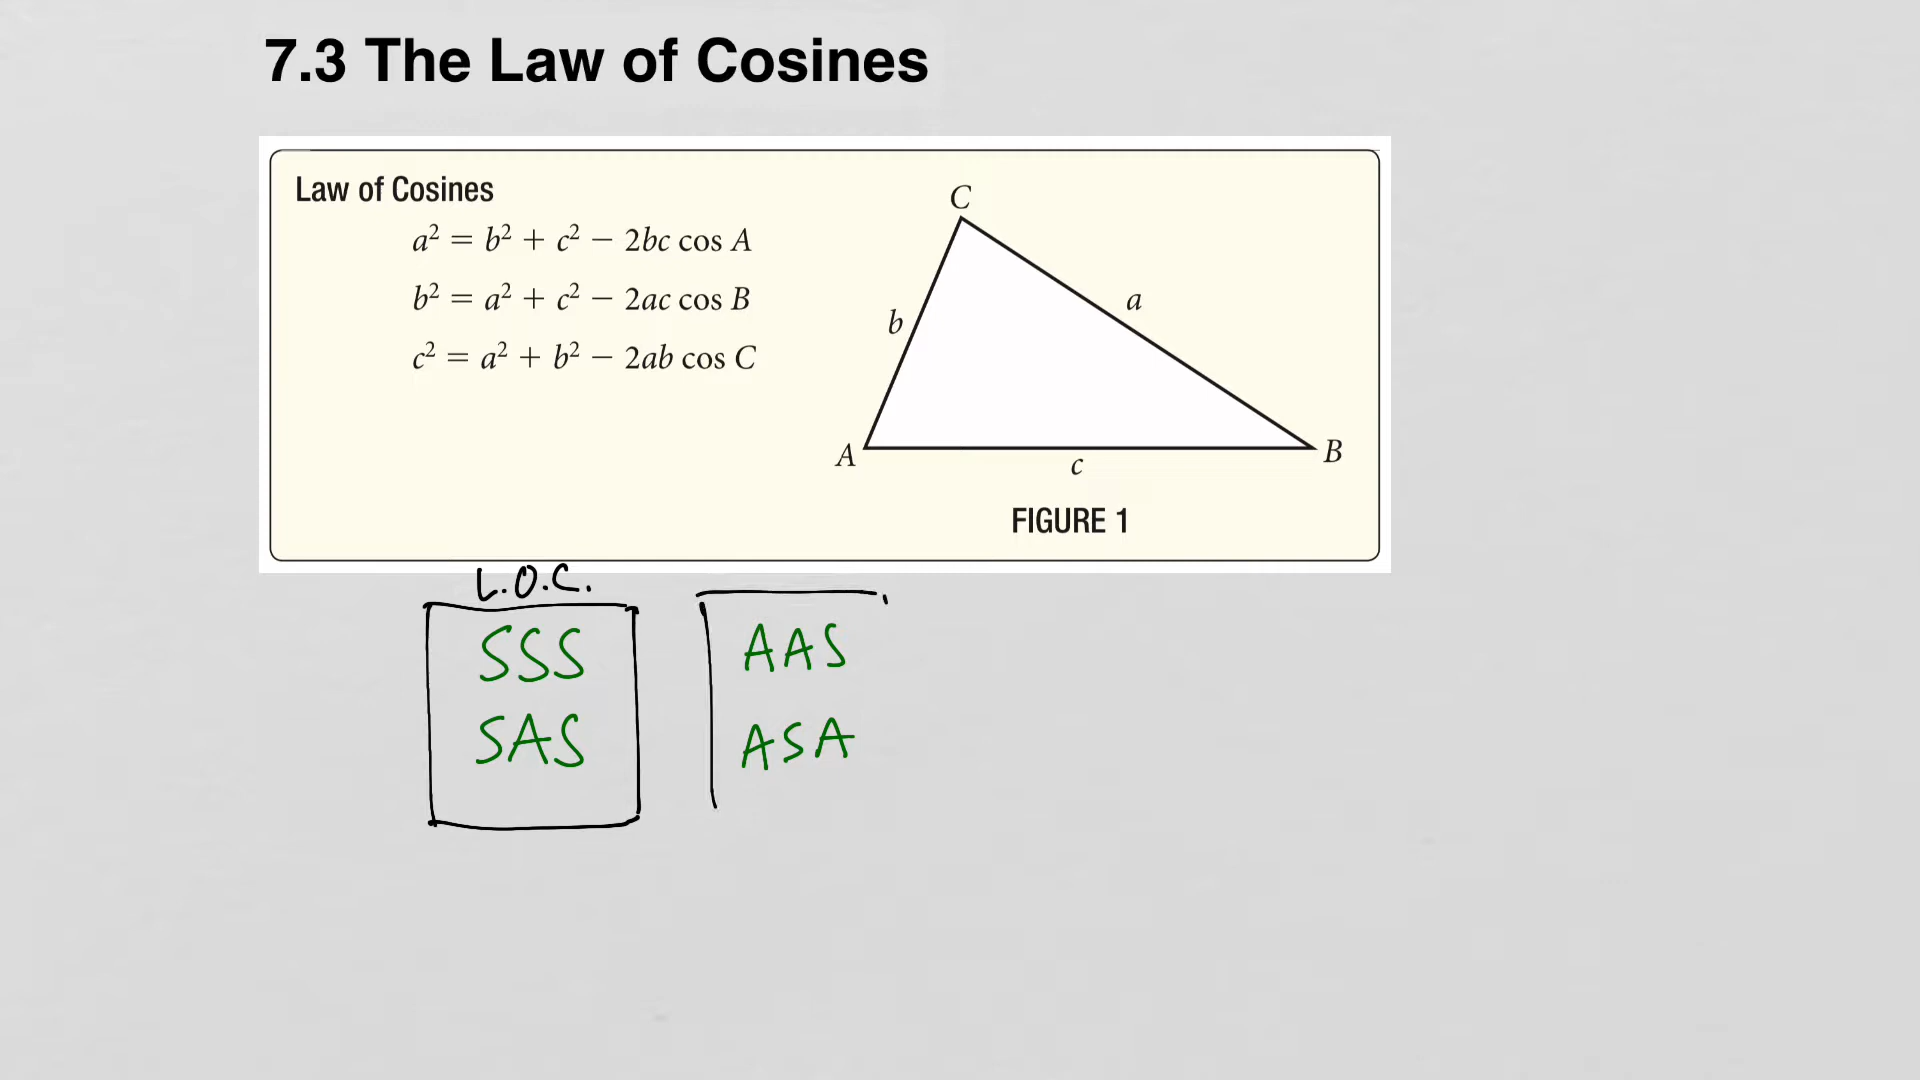 7.3 The Law of Cosines
Law of Cosines
a² = b² + c² − 2bc cos A
b² = a² + c² − 2ac cos B
c² = a² + b² − 2ab cos C
C
b
a
A
c
B
FIGURE 1
L.O.C.
SSS
SAS
AAS
ASA